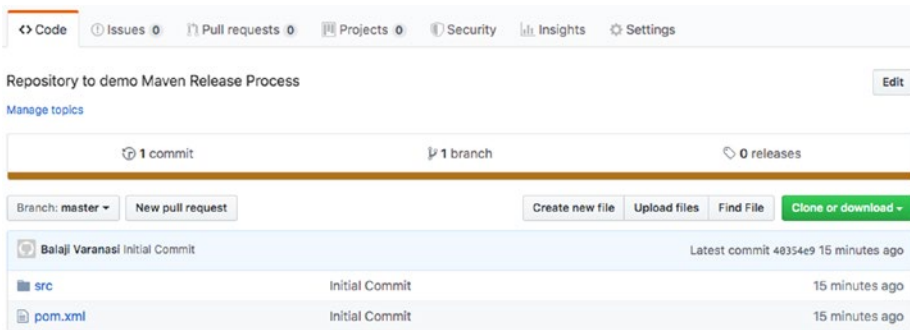 <> Code Issues 0 Pull requests 0 Projects 0 Security Insights Settings
Repository to demo Maven Release Process Edit
Manage topics
1 commit 1 branch 0 releases
Branch: master New pull request Create new file Upload files Find File Clone or download
Balaji Varanasi Initial Commit Latest commit 40354e9 15 minutes ago
src Initial Commit 15 minutes ago
pom.xml Initial Commit 15 minutes ago